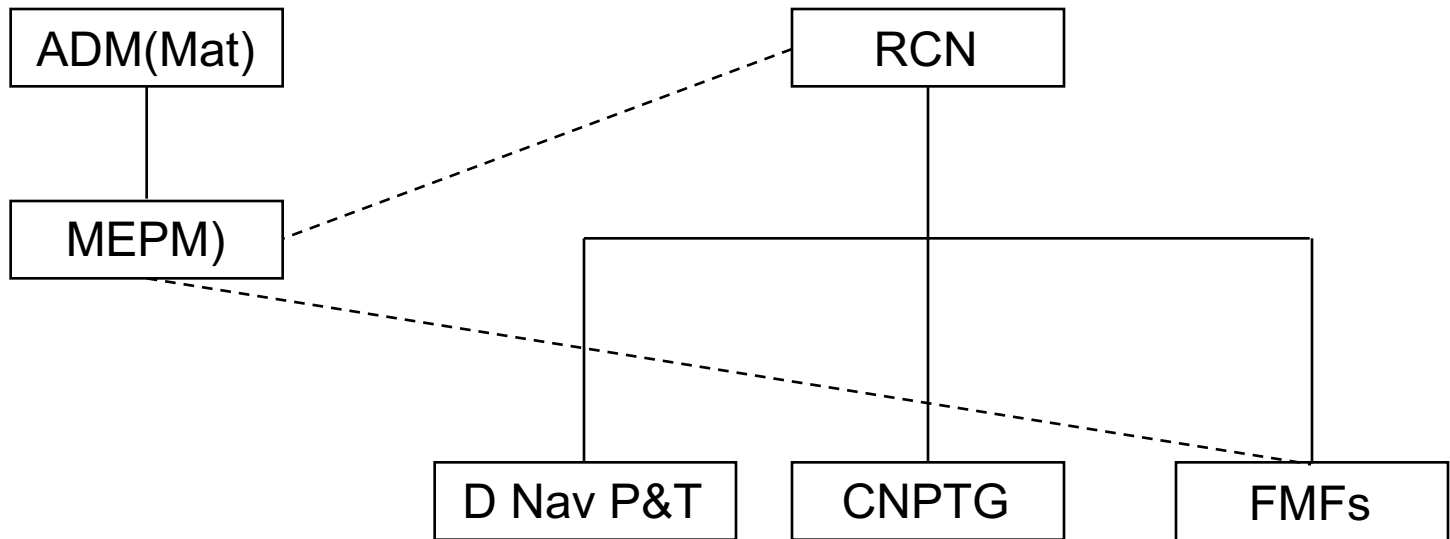 ADM(Mat)
RCN
MEPM)
D Nav P&T
CNPTG
FMFs